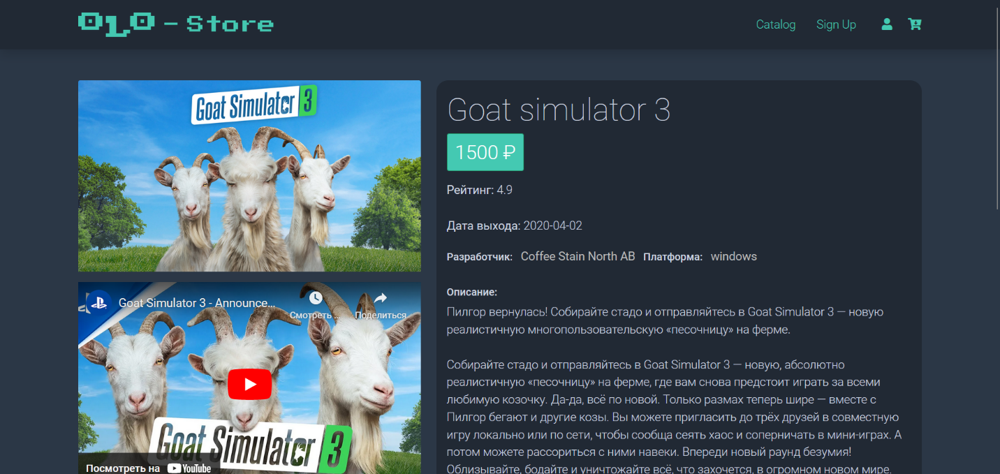 OLO - Store
Catalog
Sign Up
Goat Simulator 3
Goat simulator 3
1500 ₽
Рейтинг: 4.9
Дата выхода: 2020-04-02
Разработчик: Coffee Stain North AB Платформа: windows
Описание:
Пилгор вернулась! Собирайте стадо и отправляйтесь в Goat Simulator 3 — новую
реалистичную многопользовательскую «песочницу» на ферме.
Собирайте стадо и отправляйтесь в Goat Simulator 3 — новую, абсолютно
реалистичную «песочницу» на ферме, где вам снова предстоит играть за всеми
любимую козочку. Да-да, всё по новой. Только размах теперь шире — вместе с
Пилгор бегают и другие козы. Вы можете пригласить до трёх друзей в совместную
игру локально или по сети, чтобы сообща сеять хаос и соперничать в мини-играх. А
потом можете рассориться с ними навеки. Впереди новый раунд безумия!
Облизывайте, бодайте и уничтожайте всё, что захочется, в огромном новом мире.
Goat Simulator 3 - Announce...
Смотреть ...
Поделиться
Goat Simulator 3
Посмотреть на YouTube